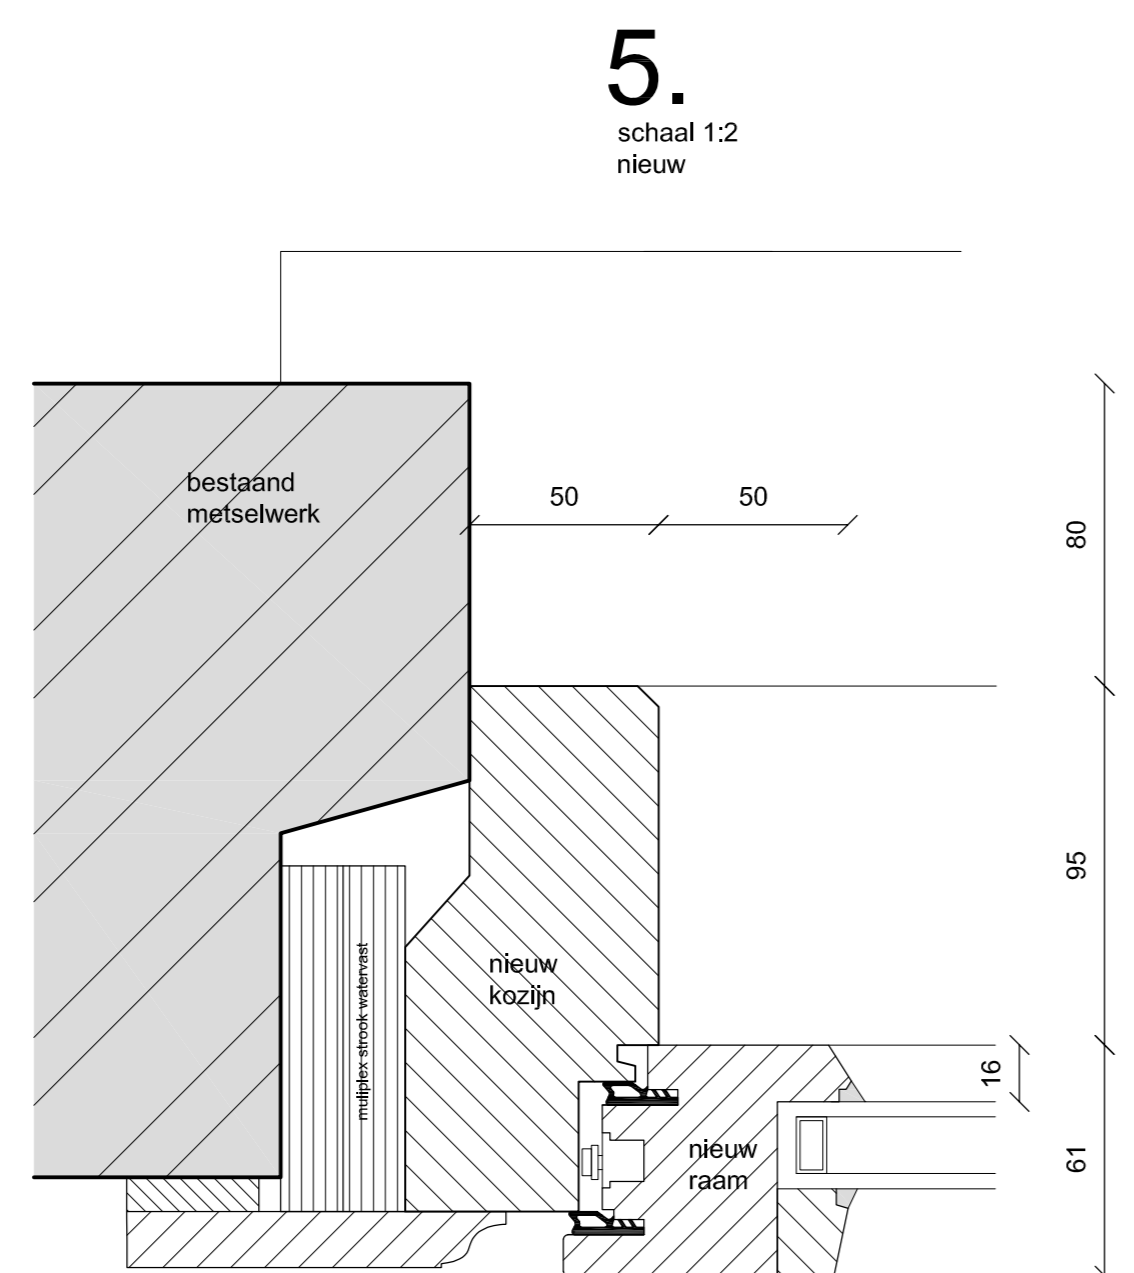 5.
schaal 1:2
nieuw
bestaand
metselwerk
50
50
80
95
nieuw
kozijn
multiplex strook watervast
16
nieuw
raam
61